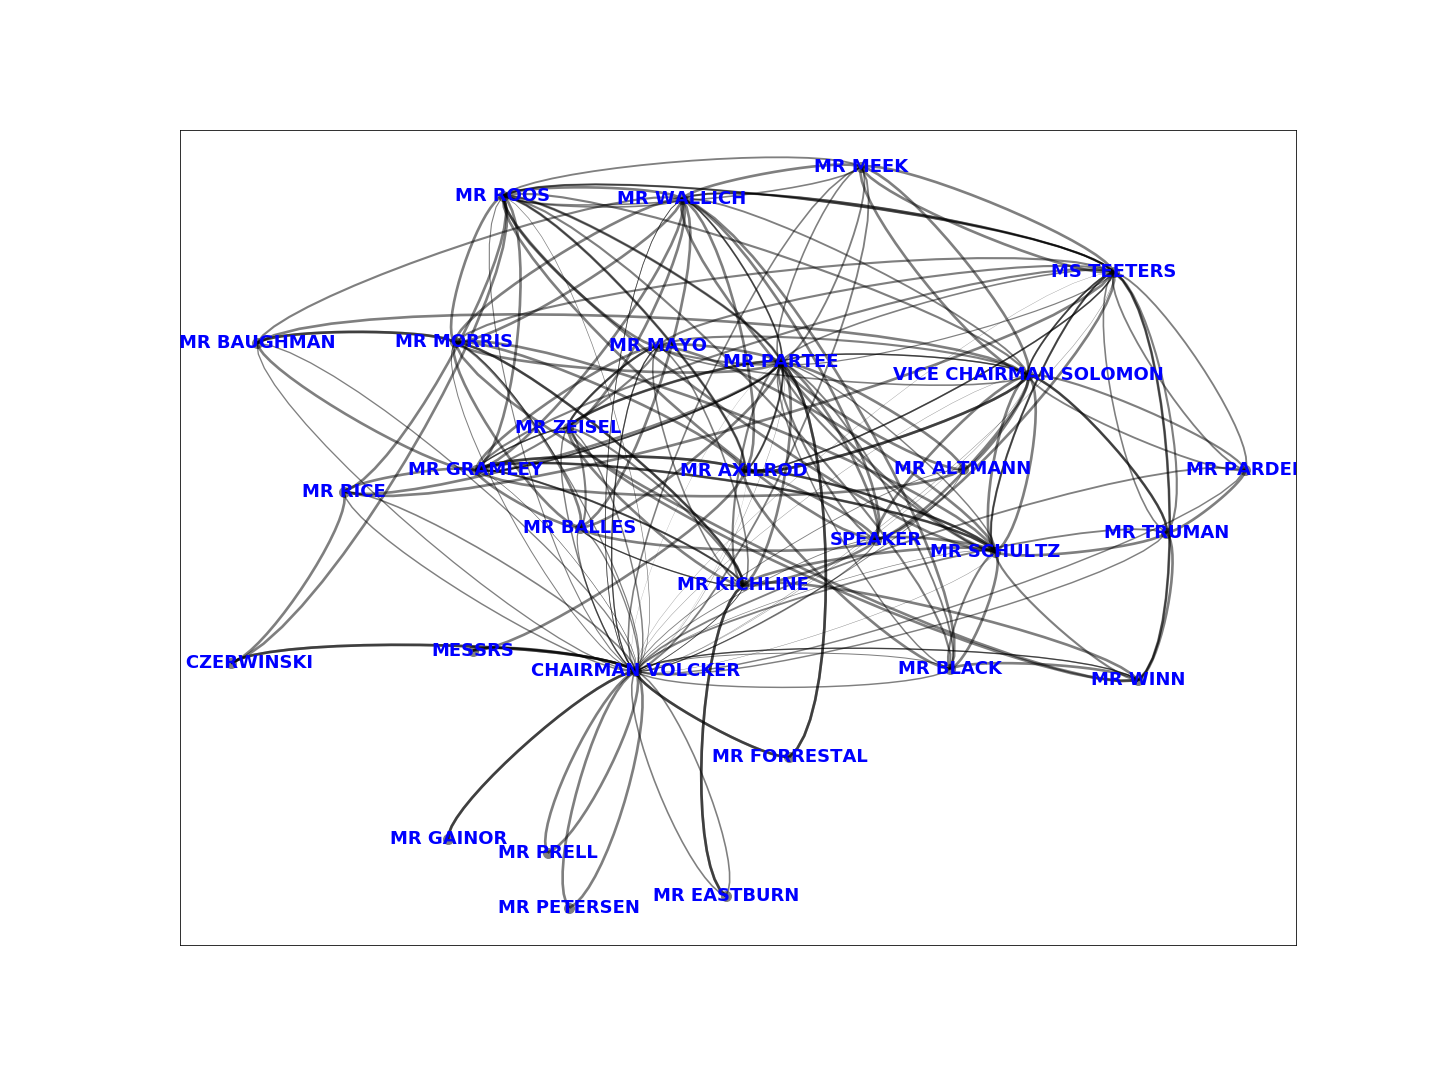 MR MEEK
MR ROOS
MR WALLICH
MS TEETERS
MR BAUGHMAN
MR MORRIS
MR MAYO
MR PARTEE
VICE CHAIRMAN SOLOMON
MR ZEISEL
MR GRAMLEY
MR AXILROD
MR ALTMANN
MR PARDE
MR RICE
MR BALLES
SPEAKER
MR SCHULTZ
MR TRUMAN
MR KICHLINE
CZERWINSKI
MESSRS
CHAIRMAN VOLCKER
MR BLACK
MR WINN
MR FORRESTAL
MR GAINOR
MR PRELL
MR EASTBURN
MR PETERSEN